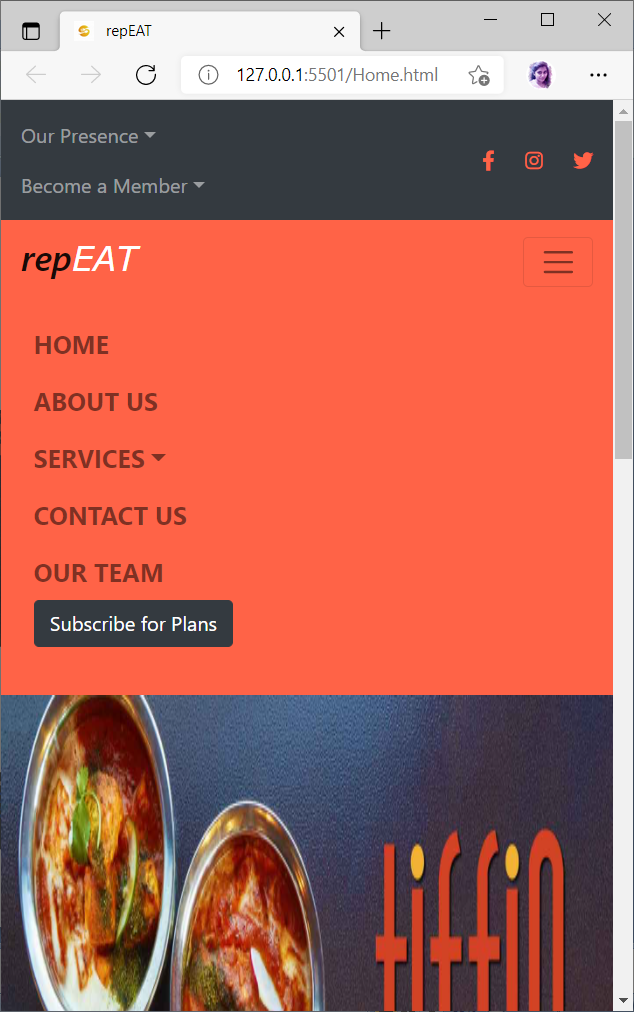 repEAT
127.0.0.1:5501/Home.html
Our Presence
Become a Member
repEAT
HOME
ABOUT US
SERVICES
CONTACT US
OUR TEAM
Subscribe for Plans
tiffin